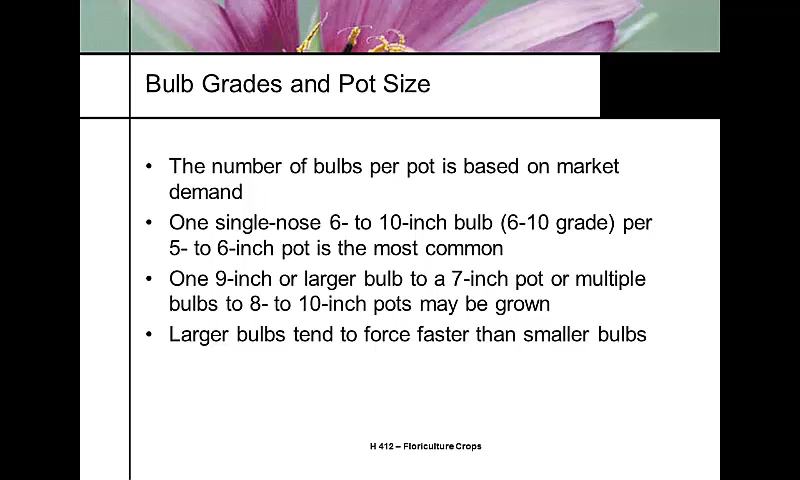 Bulb Grades and Pot Size
• The number of bulbs per pot is based on market
demand
• One single-nose 6- to 10-inch bulb (6-10 grade) per
5- to 6-inch pot is the most common
• One 9-inch or larger bulb to a 7-inch pot or multiple
bulbs to 8- to 10-inch pots may be grown
• Larger bulbs tend to force faster than smaller bulbs
H 412 – Floriculture Crops